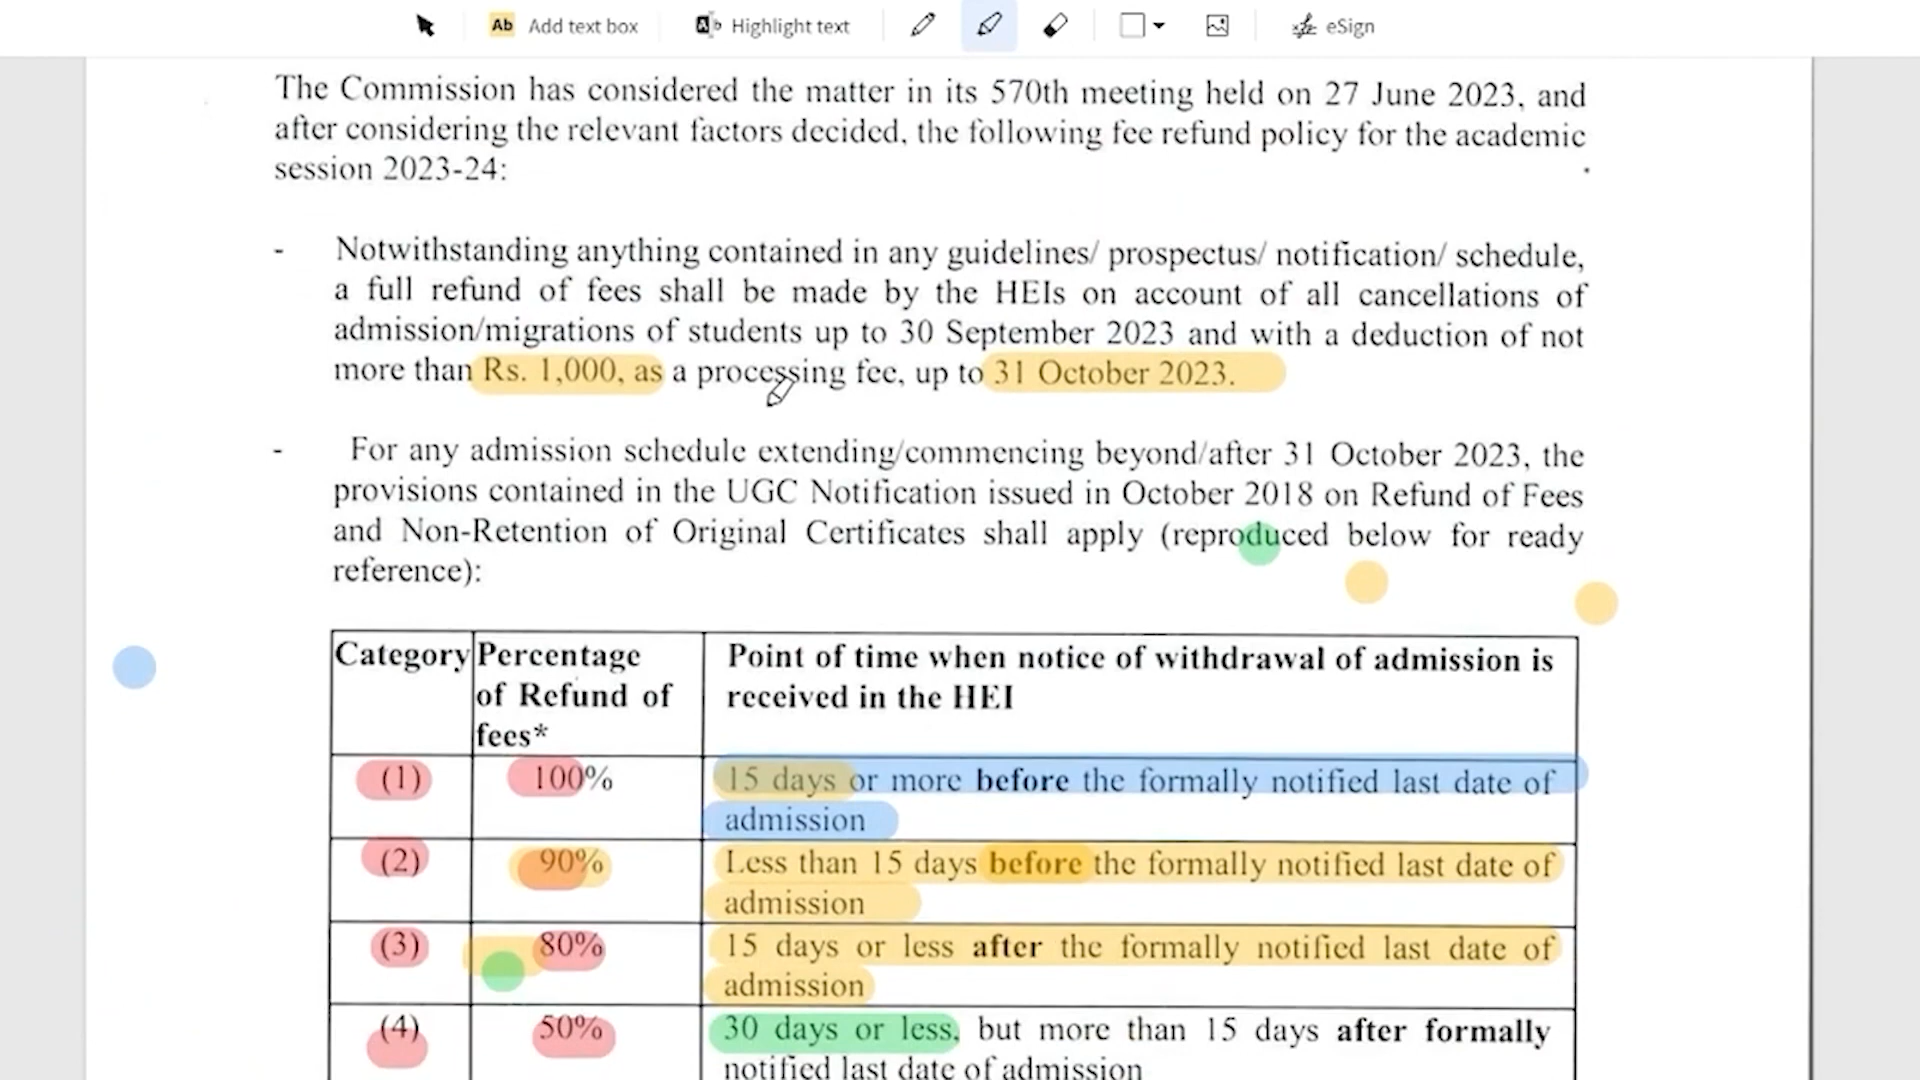 Ab Add text box Highlight text eSign
The Commission has considered the matter in its 570th meeting held on 27 June 2023, and
after considering the relevant factors decided, the following fee refund policy for the academic
session 2023-24:
- Notwithstanding anything contained in any guidelines/ prospectus/ notification/ schedule,
a full refund of fees shall be made by the HEIs on account of all cancellations of
admission/migrations of students up to 30 September 2023 and with a deduction of not
more than Rs. 1,000, as a processing fee, up to 31 October 2023.
- For any admission schedule extending/commencing beyond/after 31 October 2023, the
provisions contained in the UGC Notification issued in October 2018 on Refund of Fees
and Non-Retention of Original Certificates shall apply (reproduced below for ready
reference):
Category Percentage Point of time when notice of withdrawal of admission is
of Refund of received in the HEI
fees*
(1) 100% 15 days or more before the formally notified last date of
admission
(2) 90% Less than 15 days before the formally notified last date of
admission
(3) 80% 15 days or less after the formally notified last date of
admission
(4) 50% 30 days or less, but more than 15 days after formally
notified last date of admission